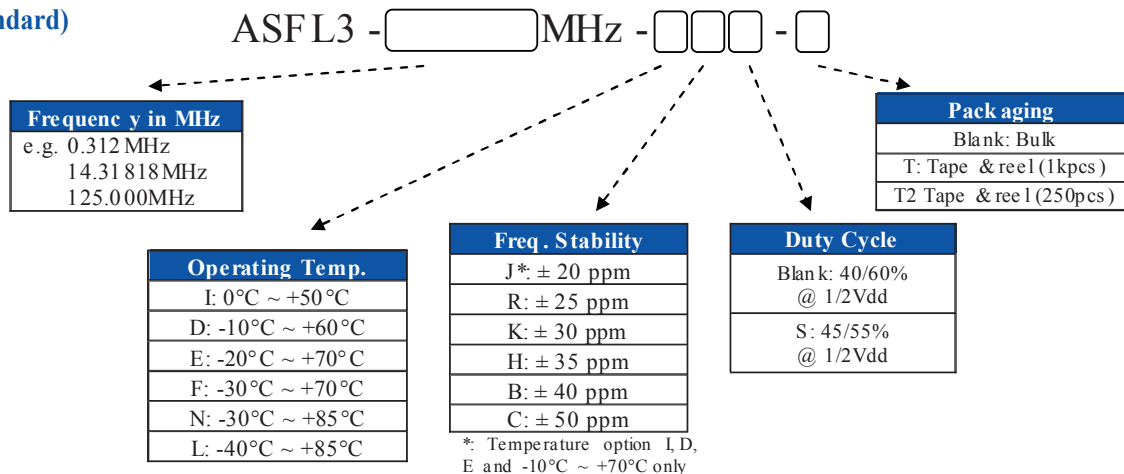 ndard)
ASFL3 - MHz - -
Frequenc y in MHz
e.g. 0.312 MHz
14.31818MHz
125.000MHz
Operating Temp.
I: 0°C ~ +50°C
D: -10°C ~ +60°C
E: -20°C ~ +70°C
F: -30°C ~ +70°C
N: -30°C ~ +85°C
L: -40°C ~ +85°C
Freq. Stability
J*: ± 20 ppm
R: ± 25 ppm
K: ± 30 ppm
H: ± 35 ppm
B: ± 40 ppm
C: ± 50 ppm
*: Temperature option I, D,
E and -10°C ~ +70°C only
Duty Cycle
Blank: 40/60%
@ 1/2Vdd
S: 45/55%
@ 1/2Vdd
Packaging
Blank: Bulk
T: Tape & reel (1kpcs)
T2 Tape & reel (250pcs)